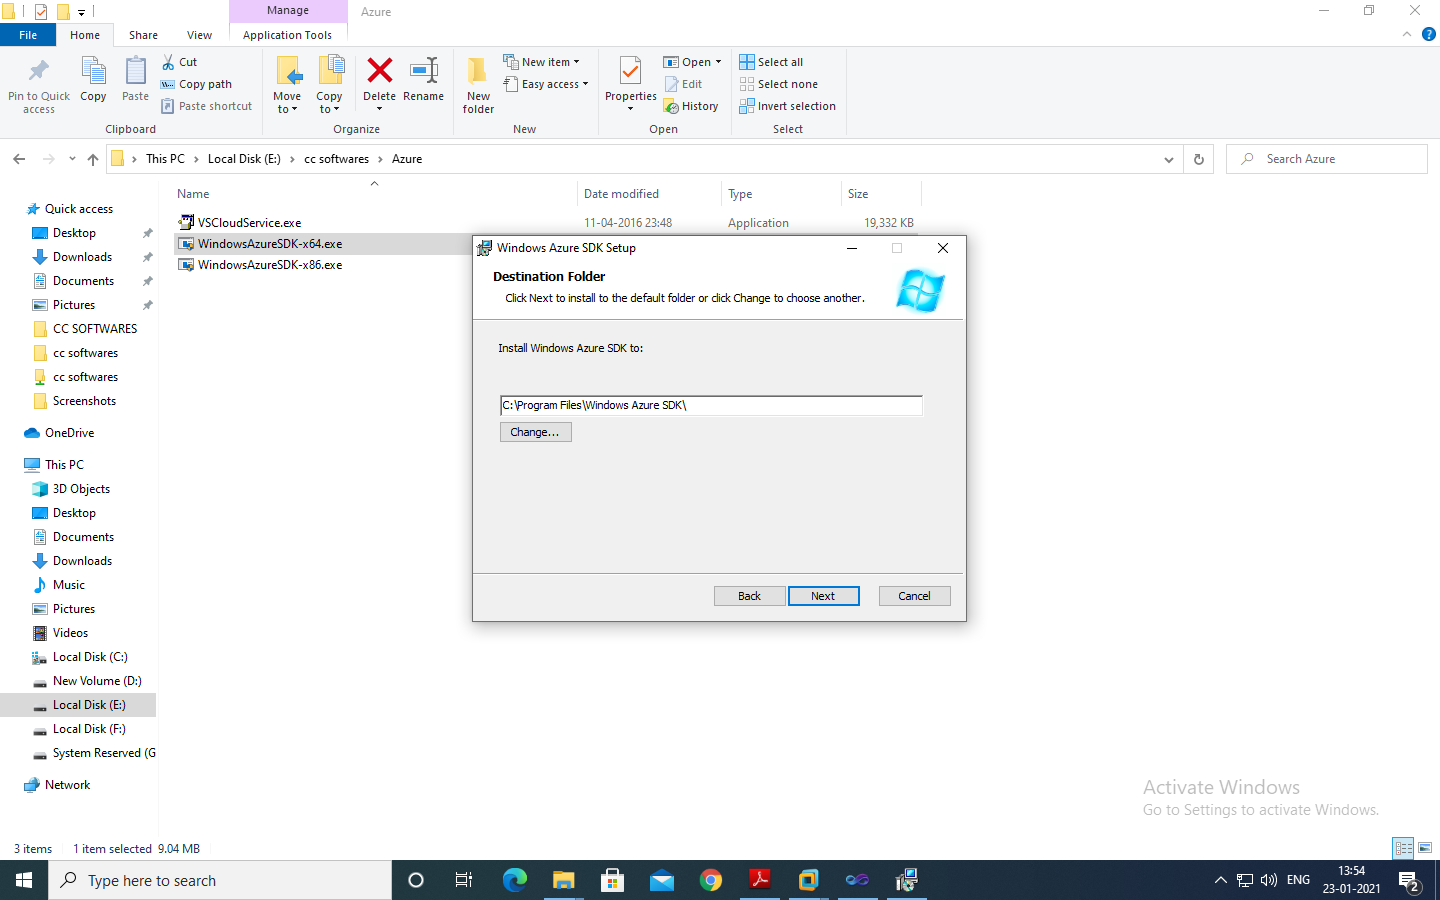 Manage
Azure
File
Home
Share
View
Application Tools
Pin to Quick access
Copy
Paste
Cut
Copy path
Paste shortcut
Clipboard
Move to
Copy to
Delete
Rename
Organize
New folder
New item
Easy access
New
Properties
Open
Edit
History
Open
Select all
Select none
Invert selection
Select
This PC
Local Disk (E:)
cc softwares
Azure
Search Azure
Name
Date modified
Type
Size
VSCloudService.exe
11-04-2016 23:48
Application
19,332 KB
WindowsAzureSDK-x64.exe
WindowsAzureSDK-x86.exe
Quick access
Desktop
Downloads
Documents
Pictures
CC SOFTWARES
cc softwares
cc softwares
Screenshots
OneDrive
This PC
3D Objects
Desktop
Documents
Downloads
Music
Pictures
Videos
Local Disk (C:)
New Volume (D:)
Local Disk (E:)
Local Disk (F:)
System Reserved (G
Network
Windows Azure SDK Setup
Destination Folder
Click Next to install to the default folder or click Change to choose another.
Install Windows Azure SDK to:
C:\Program Files\Windows Azure SDK\
Change...
Back
Next
Cancel
Activate Windows
Go to Settings to activate Windows.
3 items
1 item selected 9.04 MB
Type here to search
ENG
13:54
23-01-2021
2